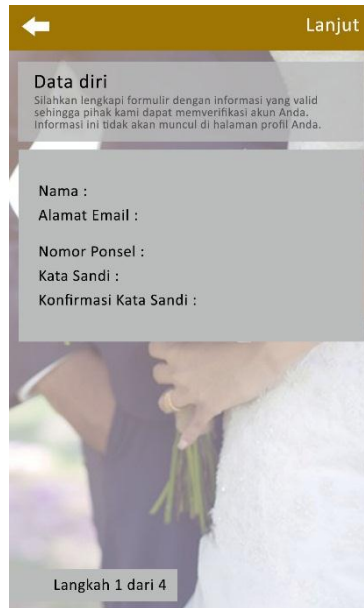 Lanjut
Data diri
Silahkan lengkapi formulir dengan informasi yang valid
sehingga pihak kami dapat memverifikasi akun Anda.
Informasi ini tidak akan muncul di halaman profil Anda.
Nama :
Alamat Email :
Nomor Ponsel :
Kata Sandi :
Konfirmasi Kata Sandi :
Langkah 1 dari 4